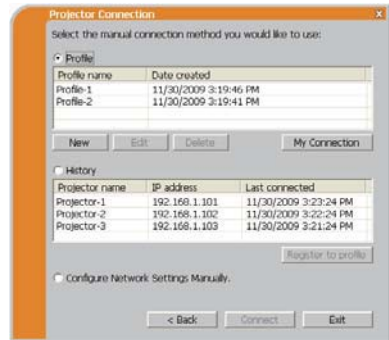 Projector Connection
Select the manual connection method you would like to use:
Profile
Profile name Date created
Profile-1 11/30/2009 3:19:46 PM
Profile-2 11/30/2009 3:19:41 PM
New Edit Delete My Connection
History
Projector name IP address Last connected
Projector-1 192.168.1.101 11/30/2009 3:23:24 PM
Projector-2 192.168.1.102 11/30/2009 3:22:24 PM
Projector-3 192.168.1.103 11/30/2009 3:21:24 PM
Register to profile
Configure Network Settings Manually.
< Back Connect Exit